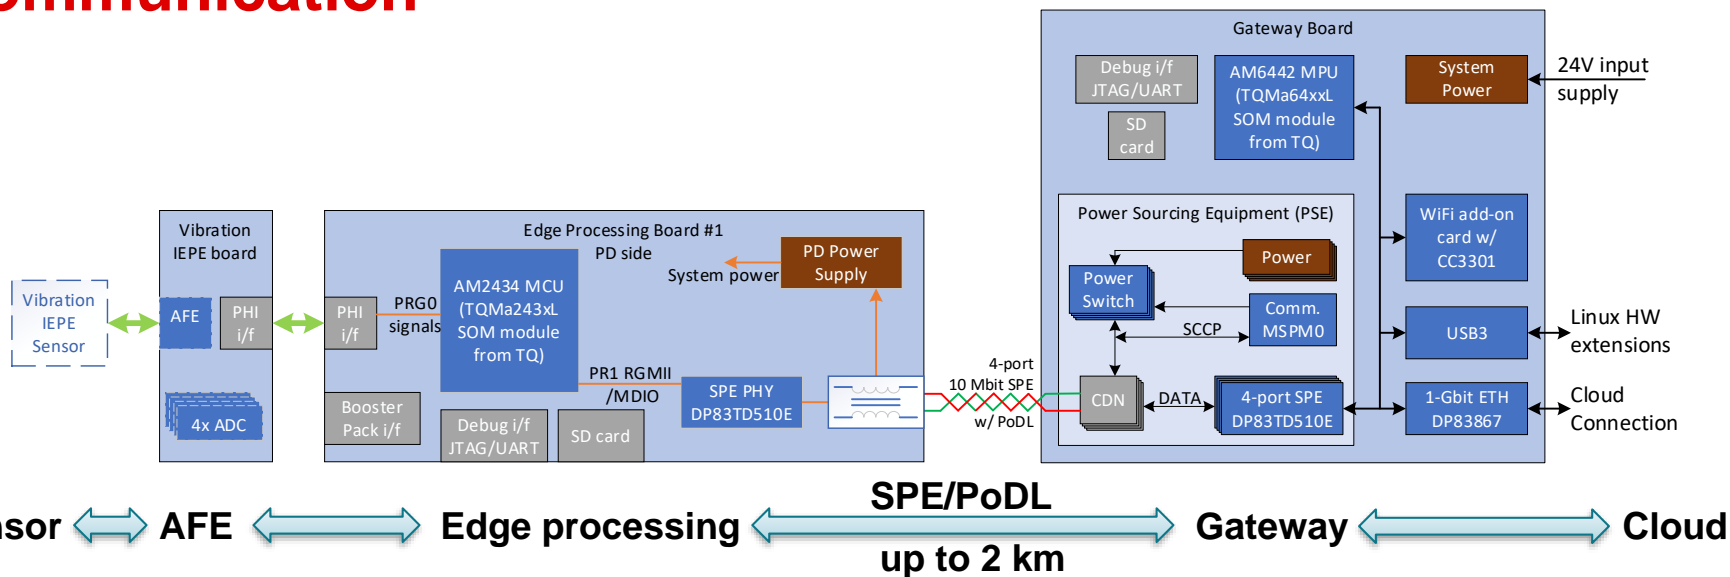 ommunication
Gateway Board
Debug i/f
JTAG/UART
SD
card
AM6442 MPU
(TQMa64xxL
SOM module
from TQ)
System
Power
24V input
supply
Power Sourcing Equipment (PSE)
Power
Power
Switch
Comm.
MSPM0
SCCP
CDN
DATA
4-port SPE
DP83TD510E
WiFi add-on
card w/
CC3301
USB3
Linux HW
extensions
1-Gbit ETH
DP83867
Cloud
Connection
Vibration
IEPE
Sensor
Vibration
IEPE board
AFE
PHI
i/f
4x ADC
Edge Processing Board #1
PD side
PHI
i/f
PRG0
signals
AM2434 MCU
(TQMa243xL
SOM module
from TQ)
System power
PD Power
Supply
PR1 RGMII
/MDIO
SPE PHY
DP83TD510E
Booster
Pack i/f
Debug i/f
JTAG/UART
SD card
4-port
10 Mbit SPE
w/ PoDL
nsor
AFE
Edge processing
SPE/PoDL
up to 2 km
Gateway
Cloud